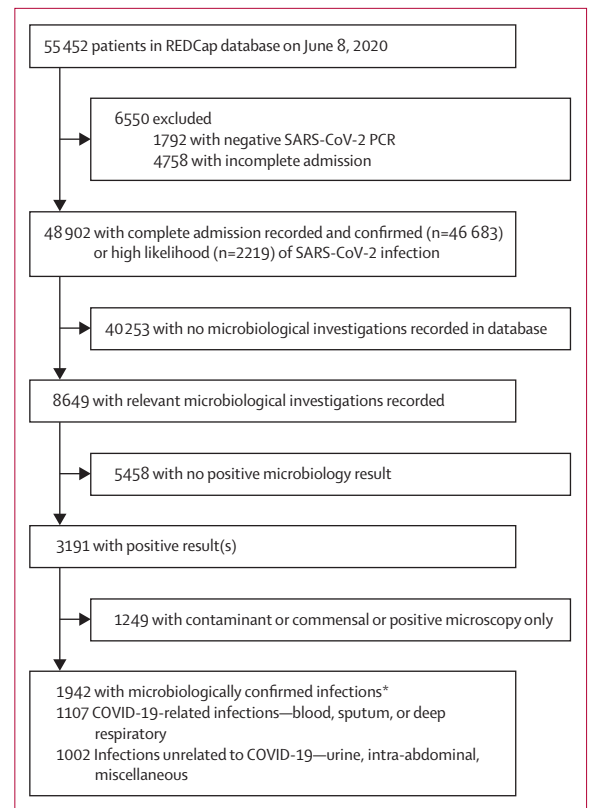 55 452 patients in REDCap database on June 8, 2020
6550 excluded
1792 with negative SARS-CoV-2 PCR
4758 with incomplete admission
48 902 with complete admission recorded and confirmed (n=46 683)
or high likelihood (n=2219) of SARS-CoV-2 infection
40 253 with no microbiological investigations recorded in database
8649 with relevant microbiological investigations recorded
5458 with no positive microbiology result
3191 with positive result(s)
1249 with contaminant or commensal or positive microscopy only
1942 with microbiologically confirmed infections*
1107 COVID-19-related infections—blood, sputum, or deep
respiratory
1002 Infections unrelated to COVID-19—urine, intra-abdominal,
miscellaneous